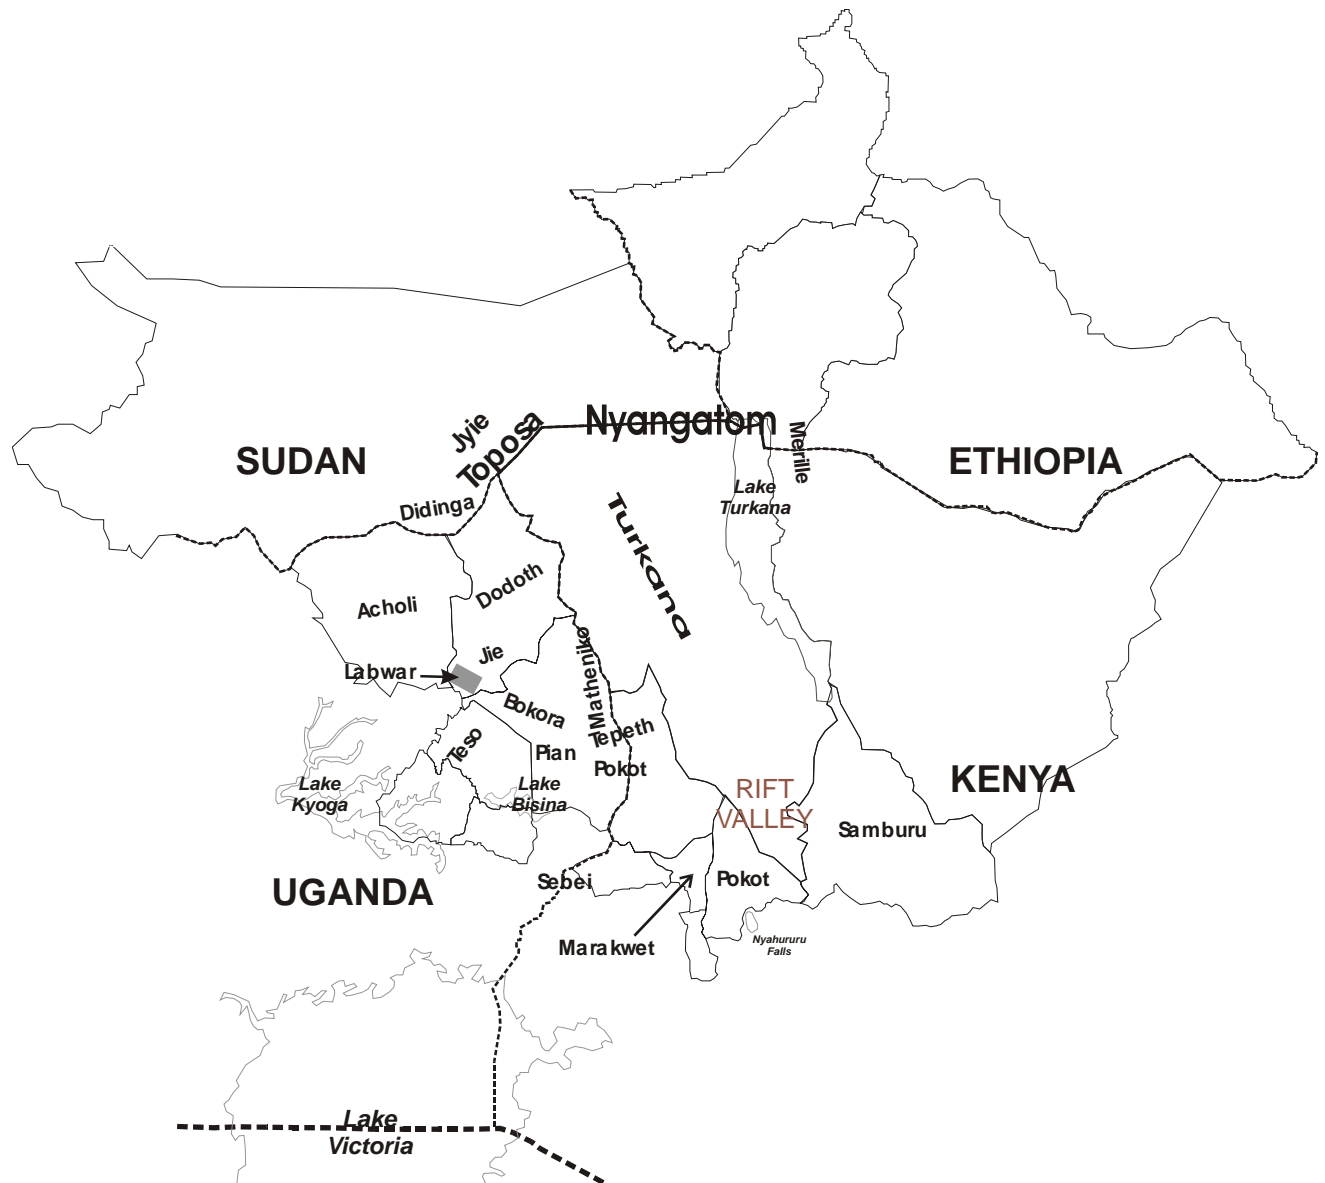 Nyangatom
Jyie
Toposa
Merille
SUDAN
ETHIOPIA
Lake
Turkana
Didinga
Turkana
Dodoth
Acholi
Jie
Matheniko
Labwar
Bokora
Tepeth
Teso
Pian
Pokot
Lake
Kyoga
Lake
Bisina
RIFT
VALLEY
KENYA
Samburu
UGANDA
Sebei
Pokot
Marakwet
Nyahururu
Falls
Lake
Victoria